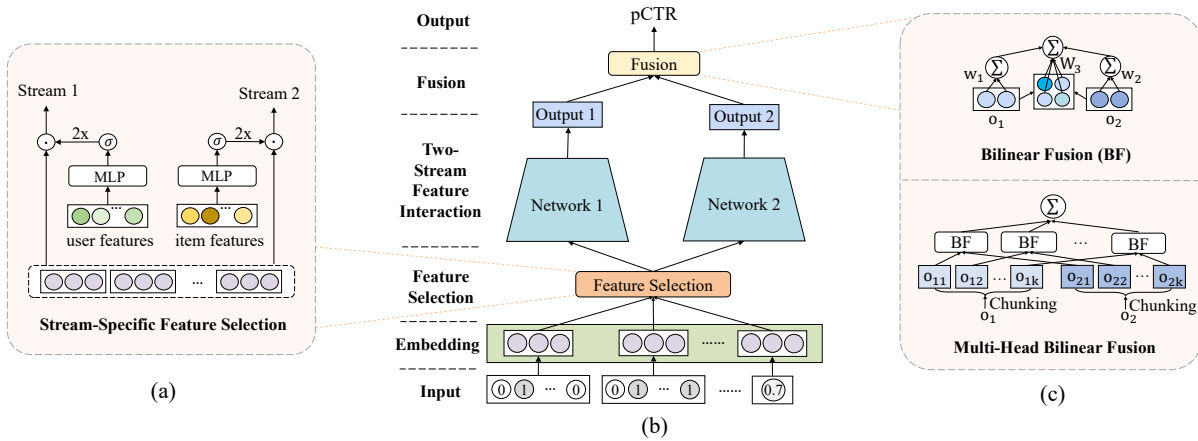 Stream 1
Stream 2
2x
σ
σ
2x
MLP
MLP
...
...
user features
item features
...
Stream-Specific Feature Selection
(a)
Output
pCTR
Fusion
Fusion
Output 1
Output 2
Two-
Stream
Feature
Interaction
Network 1
Network 2
Feature
Selection
Feature Selection
Embedding
......
Input
0 1 ... 0
0 1 ... 1
......
0.7
(b)
Σ
Σ
Σ
w₁
W₃
w₂
o₁
o₂
Bilinear Fusion (BF)
Σ
BF
BF
...
BF
o₁₁
o₁₂
...
o₁ₖ
o₂₁
o₂₂
...
o₂ₖ
Chunking
Chunking
o₁
o₂
Multi-Head Bilinear Fusion
(c)